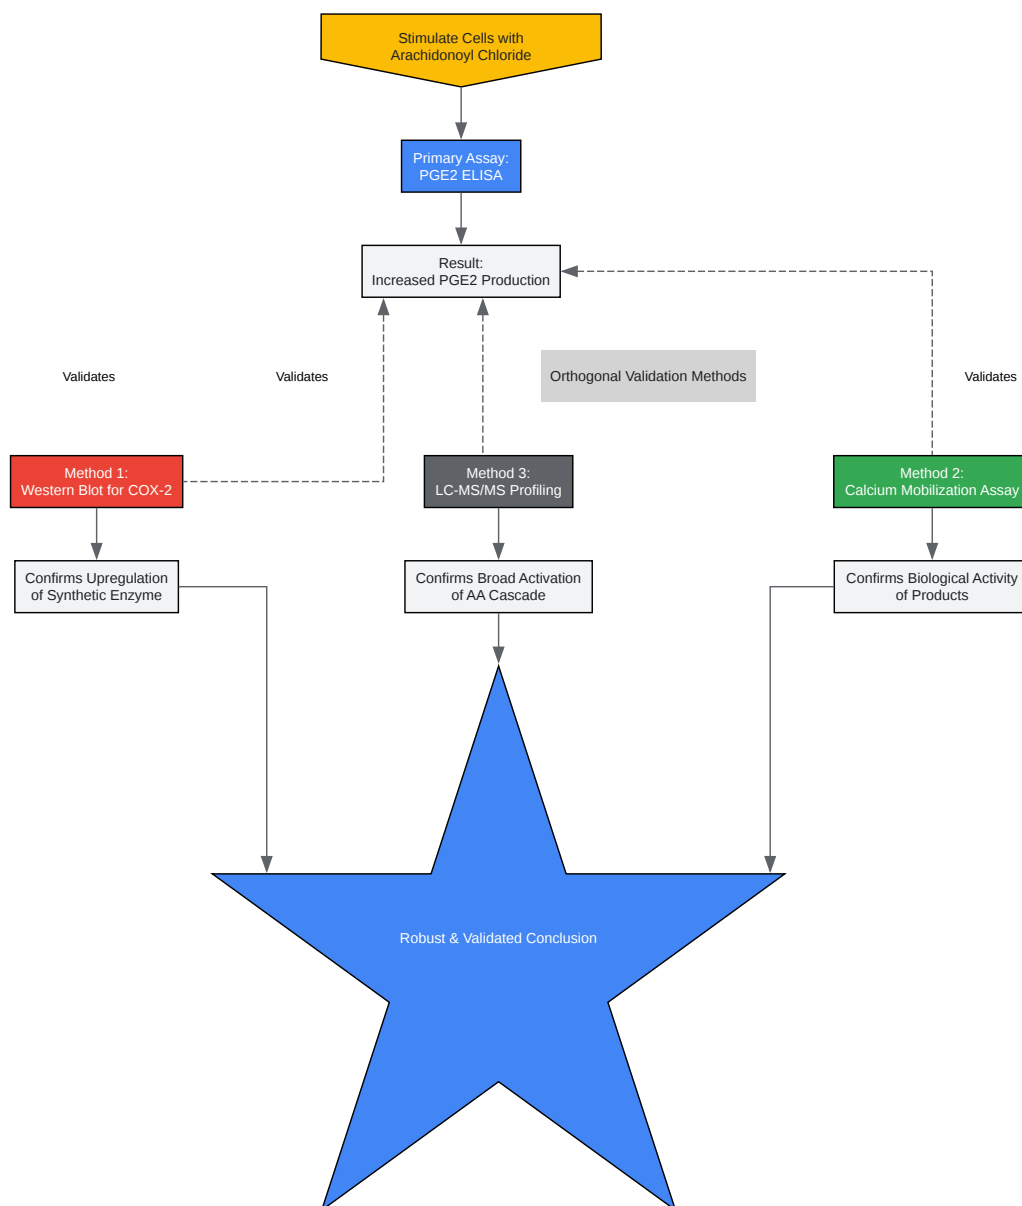 Stimulate Cells with
Arachidonoyl Chloride
Primary Assay:
PGE2 ELISA
Result:
Increased PGE2 Production
Validates
Validates
Orthogonal Validation Methods
Validates
Method 1:
Western Blot for COX-2
Method 3:
LC-MS/MS Profiling
Method 2:
Calcium Mobilization Assay
Confirms Upregulation
of Synthetic Enzyme
Confirms Broad Activation
of AA Cascade
Confirms Biological Activity
of Products
Robust & Validated Conclusion